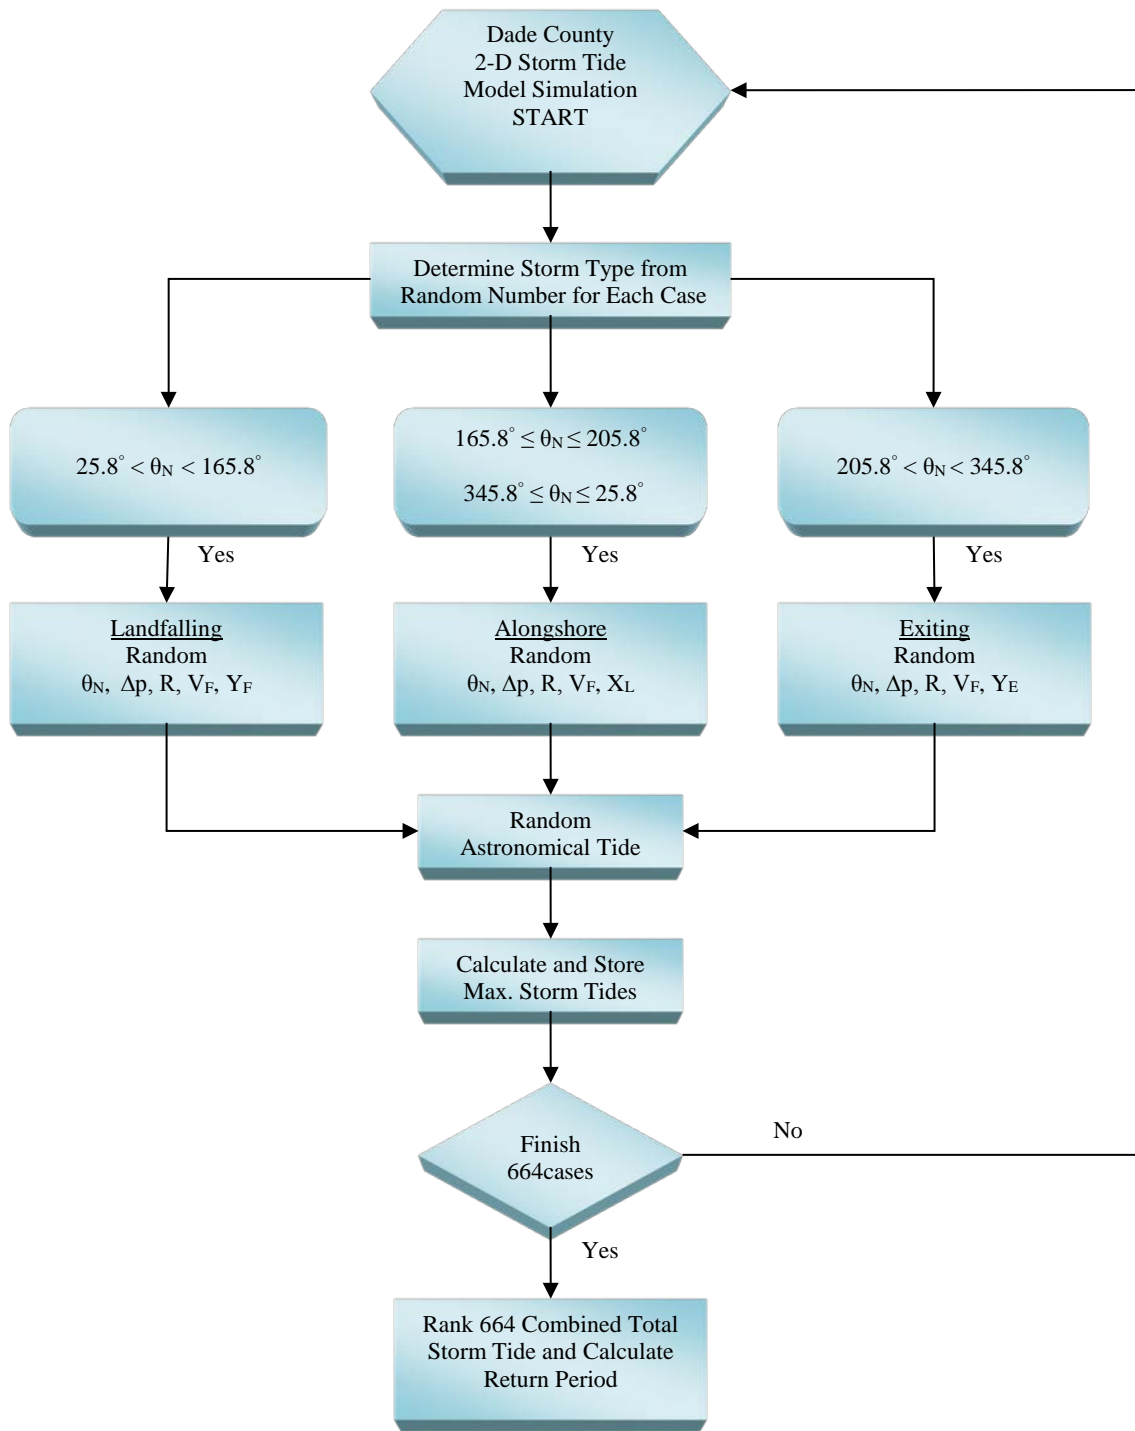 Dade County
2-D Storm Tide
Model Simulation
START
Determine Storm Type from
Random Number for Each Case
25.8° < θN < 165.8°
165.8° ≤ θN ≤ 205.8°
345.8° ≤ θN ≤ 25.8°
205.8° < θN < 345.8°
Yes
Yes
Yes
Landfalling
Random
θN, Δp, R, VF, YF
Alongshore
Random
θN, Δp, R, VF, XL
Exiting
Random
θN, Δp, R, VF, YE
Random
Astronomical Tide
Calculate and Store
Max. Storm Tides
Finish
664cases
No
Yes
Rank 664 Combined Total
Storm Tide and Calculate
Return Period